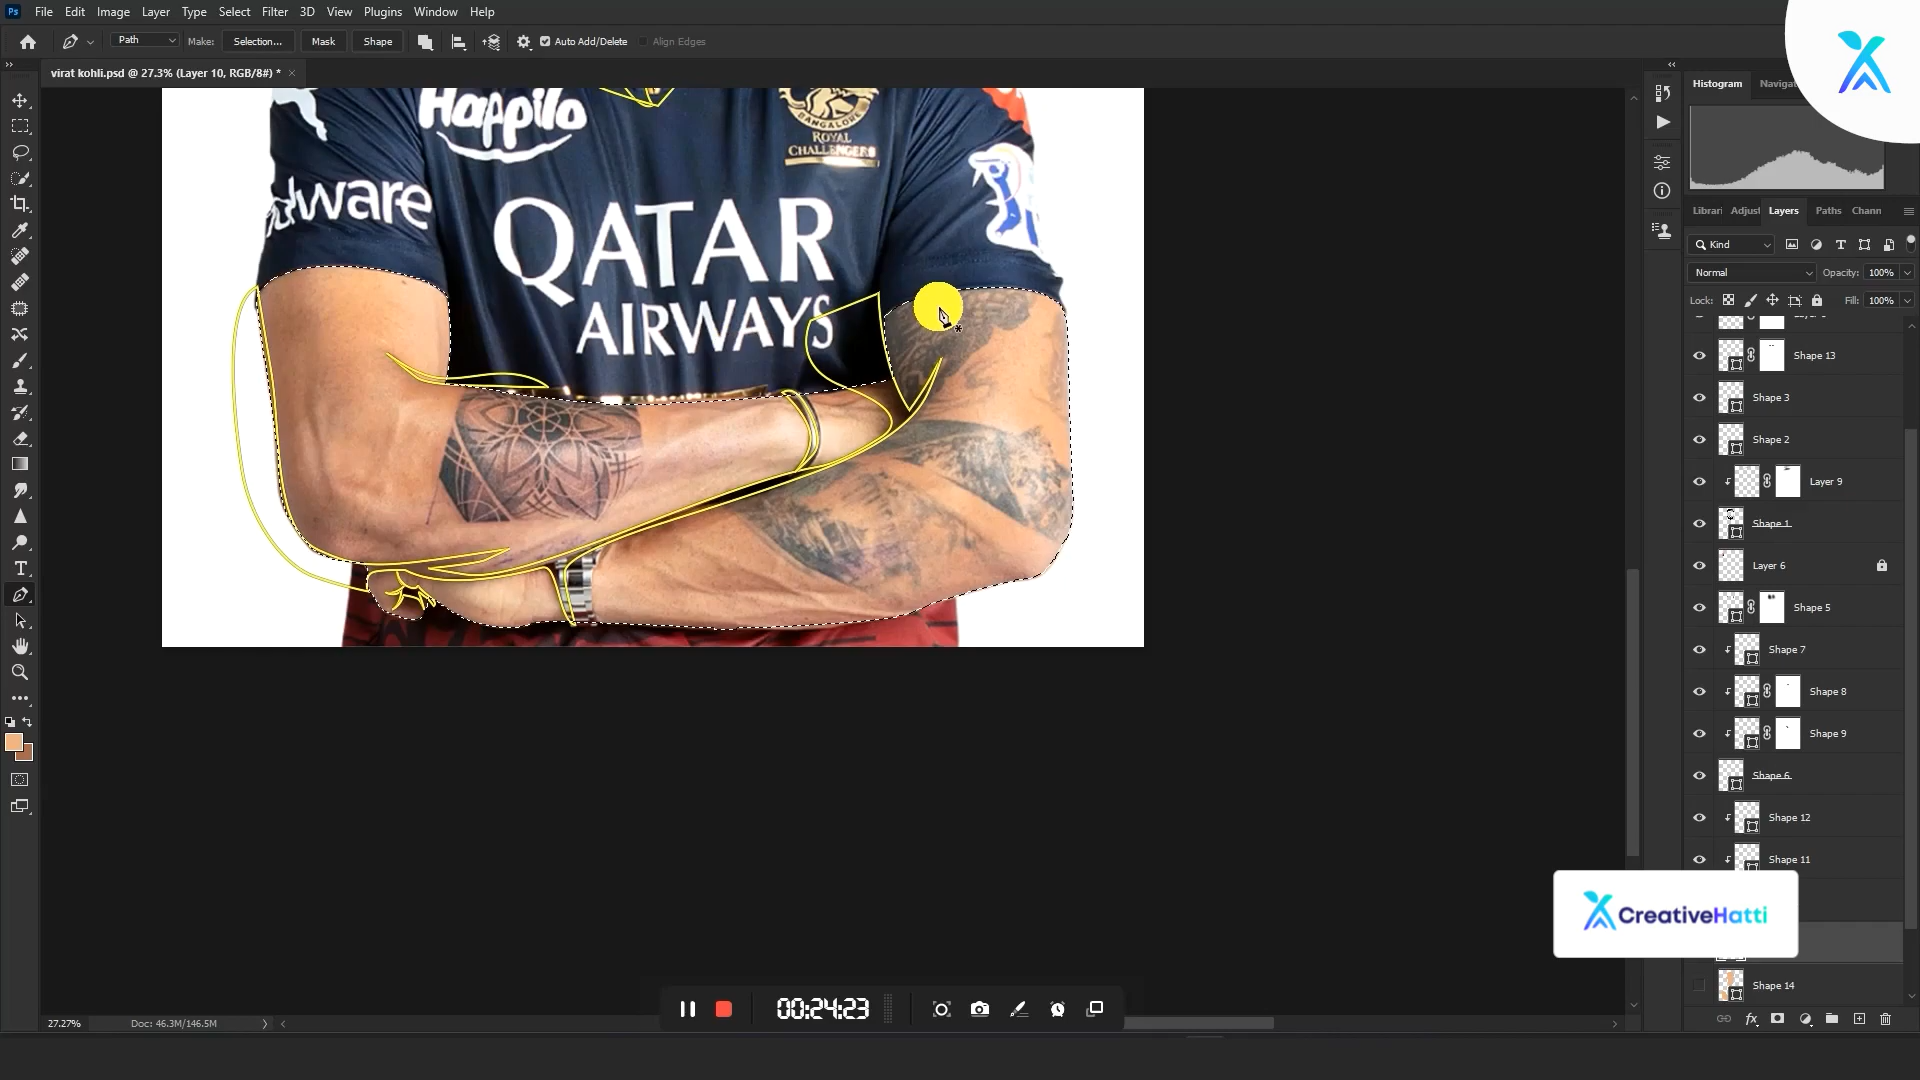 Ps File Edit Image Layer Type Select Filter 3D View Plugins Window Help
Path Make: Selection... Mask Shape Auto Add/Delete Align Edges
virat kohli.psd @ 27.3% (Layer 10, RGB/8#) *
Histogram
Happilo
BANGALORE
ROYAL
CHALLENGERS
QATAR
AIRWAYS
Librari Adjust Layers Paths Chann
Kind
Normal Opacity: 100%
Lock: Fill: 100%
Shape 13
Shape 3
Shape 2
Layer 9
Shape 1
Layer 6
Shape 5
Shape 7
Shape 8
Shape 9
Shape 6
Shape 12
Shape 11
CreativeHatti
Shape 14
fx
00:24:23
27.27% Doc: 46.3M/146.5M